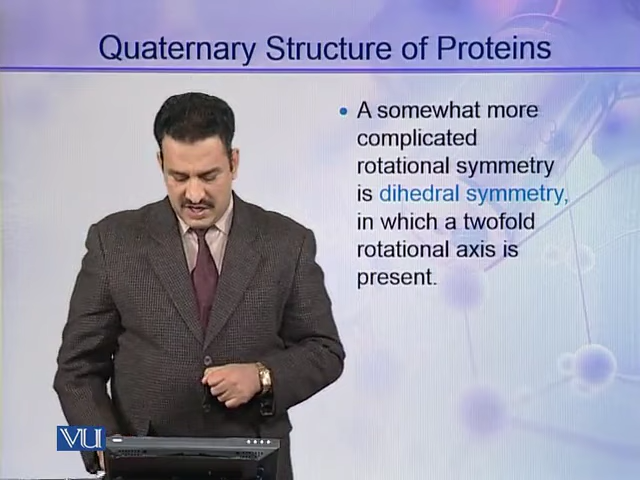 Quaternary Structure of Proteins
• A somewhat more
complicated
rotational symmetry
is dihedral symmetry,
in which a twofold
rotational axis is
present.
VU